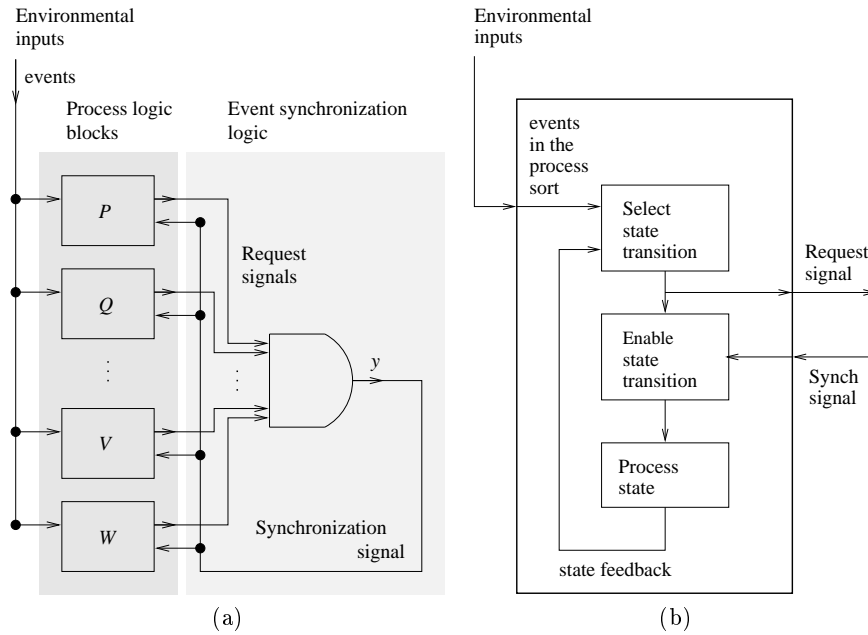 Environmental
inputs
events
Process logic
blocks
Event synchronization
logic
P
Q
⋮
V
W
Request
signals
⋮
y
Synchronization
signal
(a)
Environmental
inputs
events
in the
process
sort
Select
state
transition
Request
signal
Enable
state
transition
Synch
signal
Process
state
state feedback
(b)